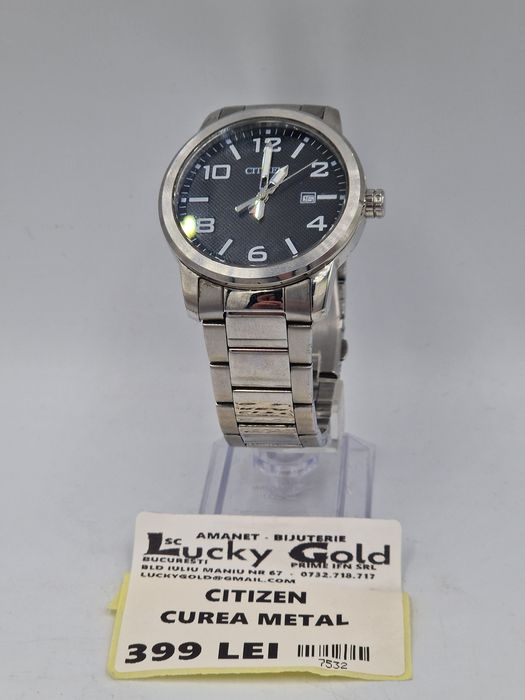 12
CITIZEN
10
2
8
4
6
AMANET - BIJUTERIE
SC Lucky Gold
BUCURESTI PRIME IFN SRL
BLD IULIU MANIU NR 67 - 0732.718.717
LUCKYGOLD@GMAIL.COM
CITIZEN
CUREA METAL
399 LEI
7532